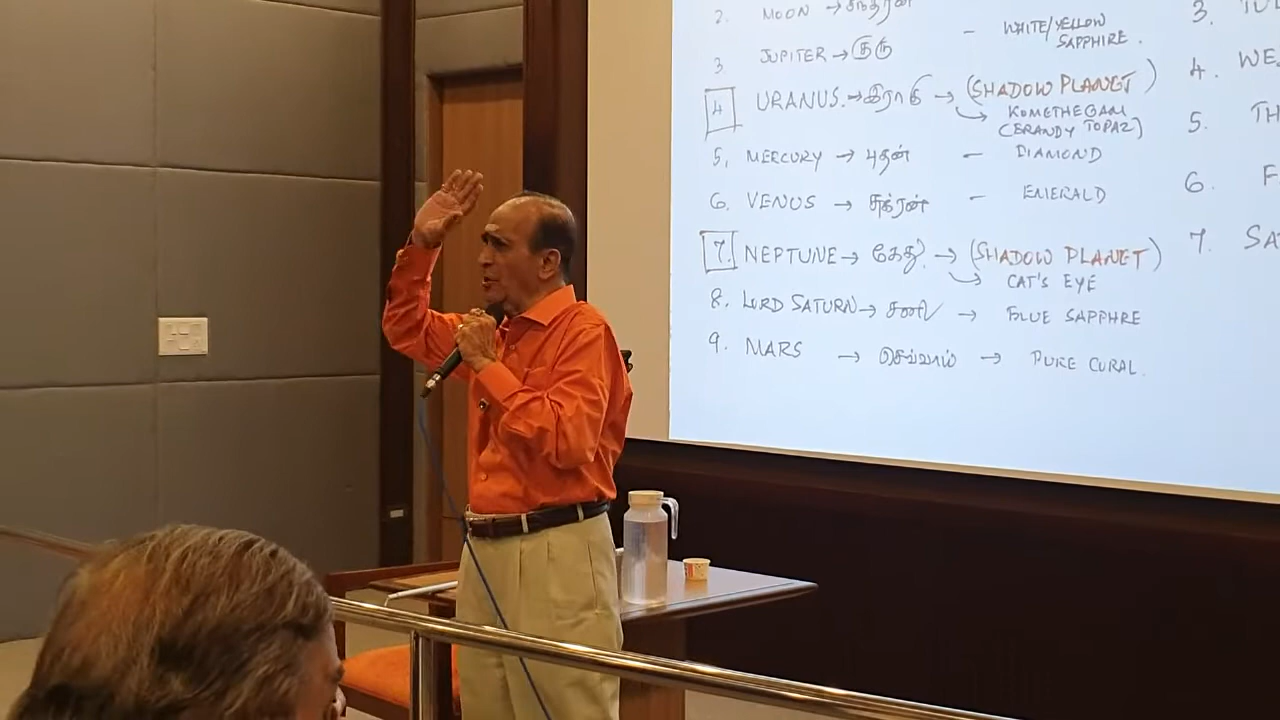 2. MOON → சந்திரன்
3 JUPITER → குரு - WHITE/YELLOW SAPPHIRE.
4 URANUS. → இராகு → (SHADOW PLANET)
KOMETHEGAM
(BRANDY TOPAZ)
5, MERCURY → புதன் - DIAMOND
6. VENUS → சுக்ரன் - EMERALD
7. NEPTUNE → கேது → (SHADOW PLANET)
CAT'S EYE
8. LORD SATURN → சனி → BLUE SAPPHRE
9. MARS → செவ்வாய் → PURE CORAL.
3.
4. WE
5. TH
6. F
7. SA